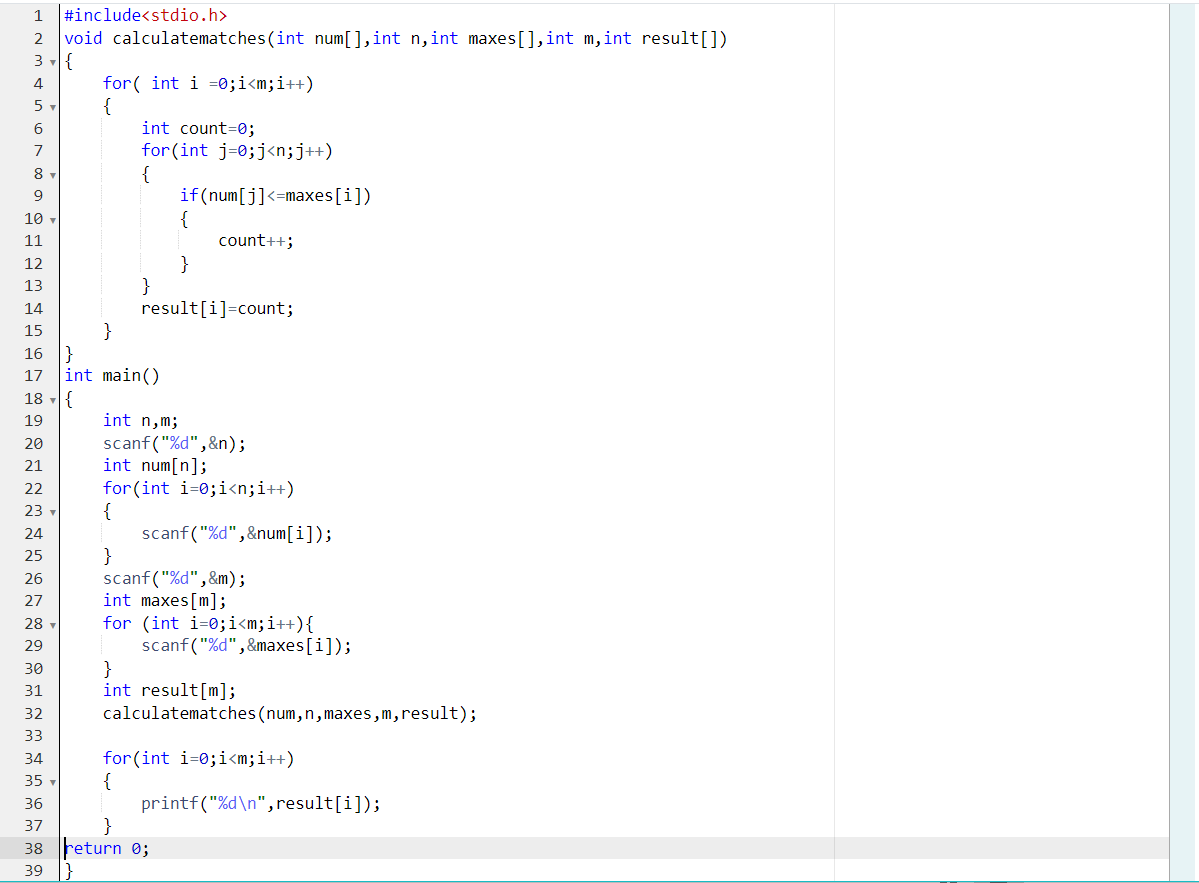 1 #include<stdio.h>
2 void calculatematches(int num[],int n,int maxes[],int m,int result[])
3 {
4     for( int i =0;i<m;i++)
5     {
6         int count=0;
7         for(int j=0;j<n;j++)
8         {
9             if(num[j]<=maxes[i])
10             {
11                 count++;
12             }
13         }
14         result[i]=count;
15     }
16 }
17 int main()
18 {
19     int n,m;
20     scanf("%d",&n);
21     int num[n];
22     for(int i=0;i<n;i++)
23     {
24         scanf("%d",&num[i]);
25     }
26     scanf("%d",&m);
27     int maxes[m];
28     for (int i=0;i<m;i++){
29         scanf("%d",&maxes[i]);
30     }
31     int result[m];
32     calculatematches(num,n,maxes,m,result);
33
34     for(int i=0;i<m;i++)
35     {
36         printf("%d\n",result[i]);
37     }
38 return 0;
39 }